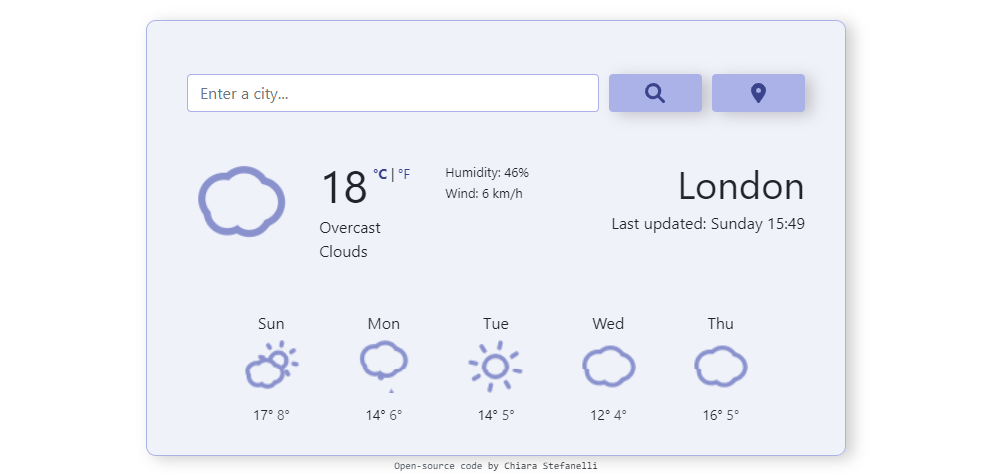 Enter a city...
18 °C | °F
Overcast
Clouds
Humidity: 46%
Wind: 6 km/h
London
Last updated: Sunday 15:49
Sun Mon Tue Wed Thu
17° 8° 14° 6° 14° 5° 12° 4° 16° 5°
Open-source code by Chiara Stefanelli